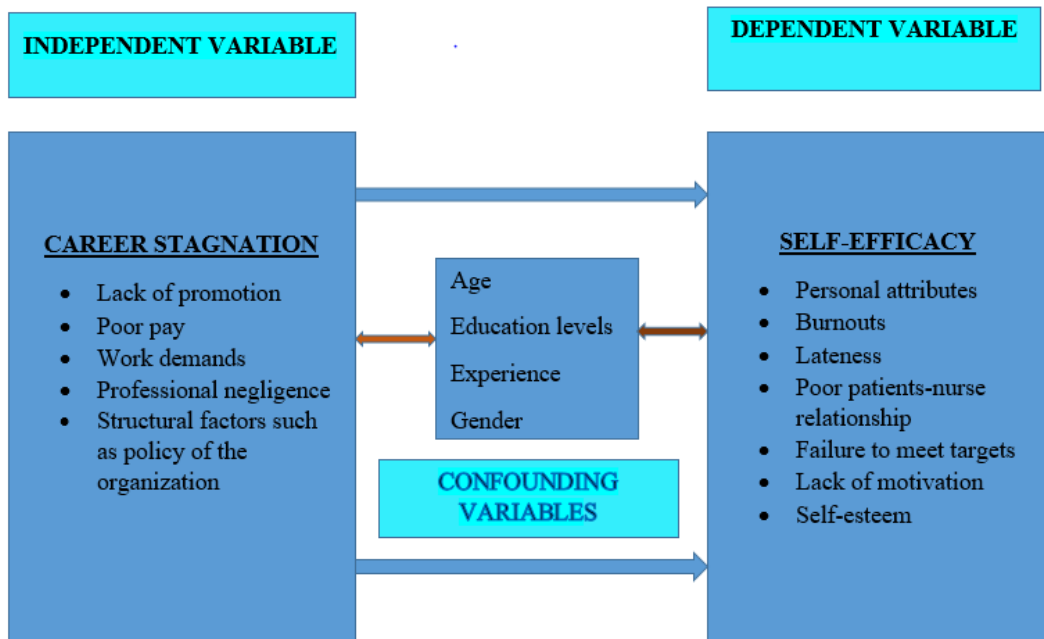 INDEPENDENT VARIABLE
DEPENDENT VARIABLE
CAREER STAGNATION
• Lack of promotion
• Poor pay
• Work demands
• Professional negligence
• Structural factors such
as policy of the
organization
Age
Education levels
Experience
Gender
CONFOUNDING
VARIABLES
SELF-EFFICACY
• Personal attributes
• Burnouts
• Lateness
• Poor patients-nurse
relationship
• Failure to meet targets
• Lack of motivation
• Self-esteem